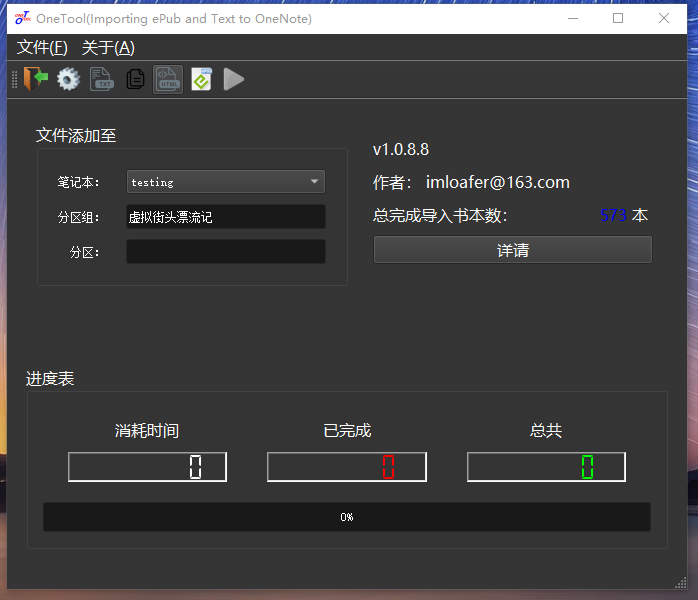 OneTool(Importing ePub and Text to OneNote)
文件(F) 关于(A)
TXT
HTML
文件添加至
笔记本: testing
分区组: 虚拟街头漂流记
分区:
v1.0.8.8
作者: imloafer@163.com
总完成导入书本数: 573 本
详请
进度表
消耗时间 已完成 总共
0 0 0
0%